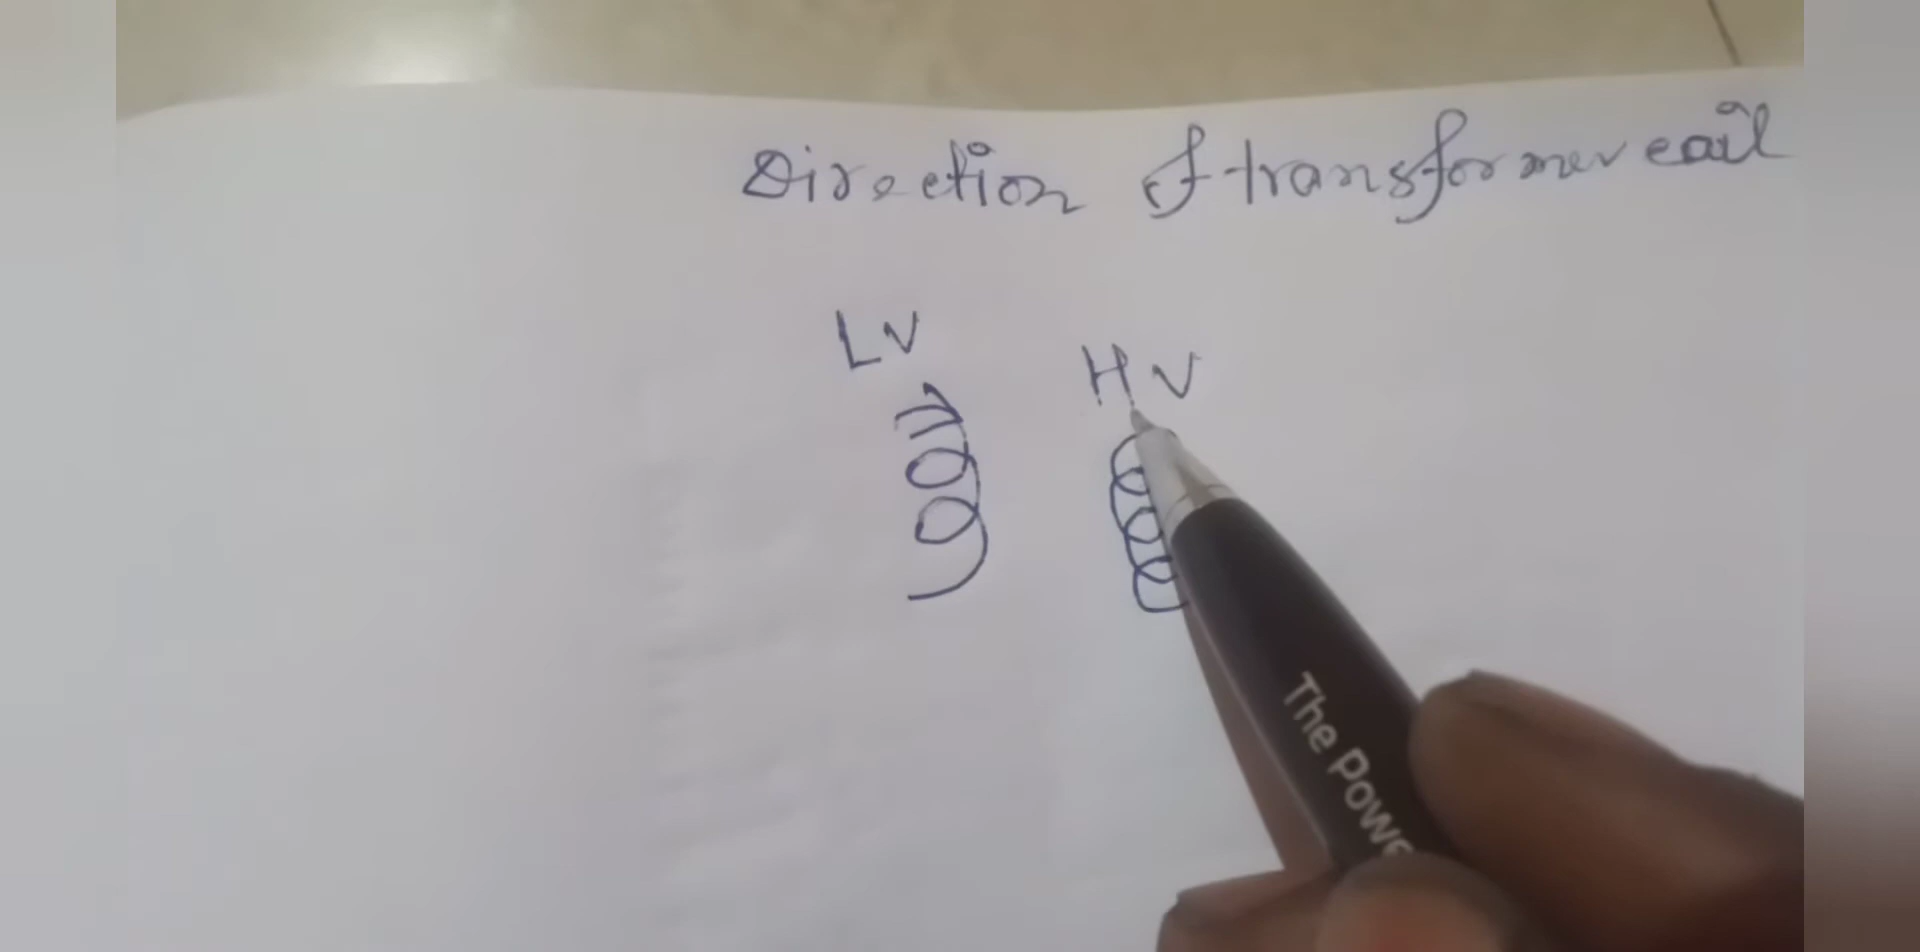 Direction of transformer coil
LV
HV
The Powe